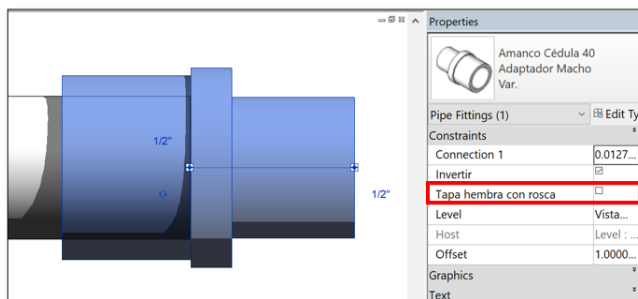 Properties
Amanco Cédula 40
Adaptador Macho
Var.
Pipe Fittings (1)
Edit Ty
Constraints
Connection 1 0.0127...
Invertir
Tapa hembra con rosca
Level Vista...
Host Level : ...
Offset 1.0000...
Graphics
Text
1/2"
1/2"